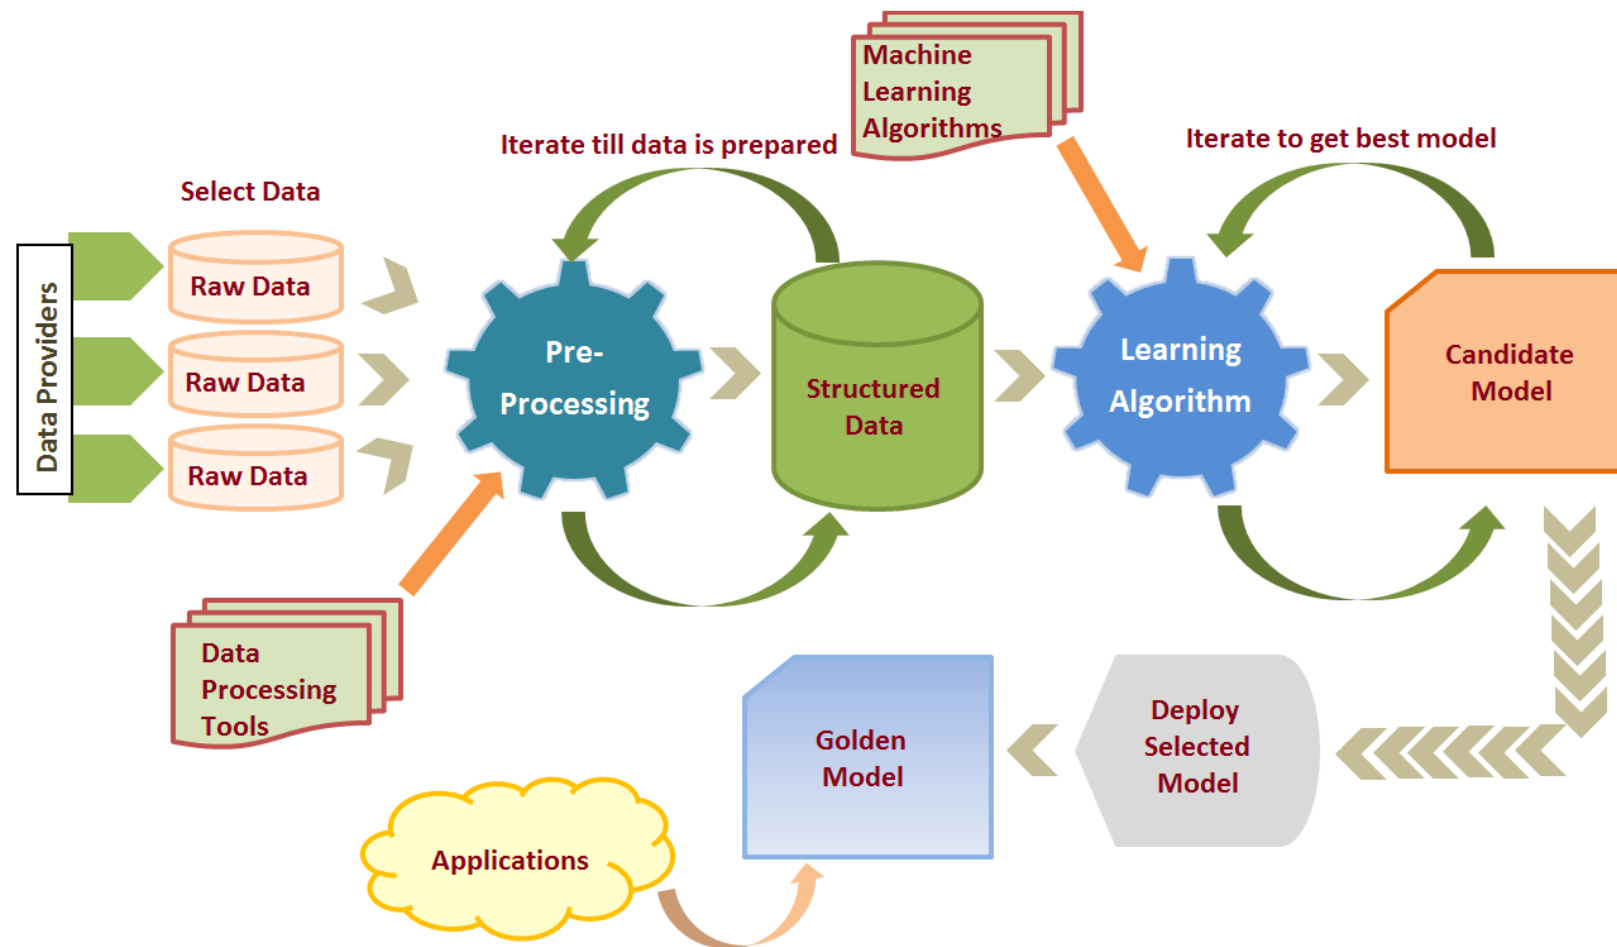 Machine
Learning
Algorithms
Iterate till data is prepared
Iterate to get best model
Select Data
Data Providers
Raw Data
Raw Data
Raw Data
Pre-
Processing
Structured
Data
Learning
Algorithm
Candidate
Model
Data
Processing
Tools
Golden
Model
Deploy
Selected
Model
Applications